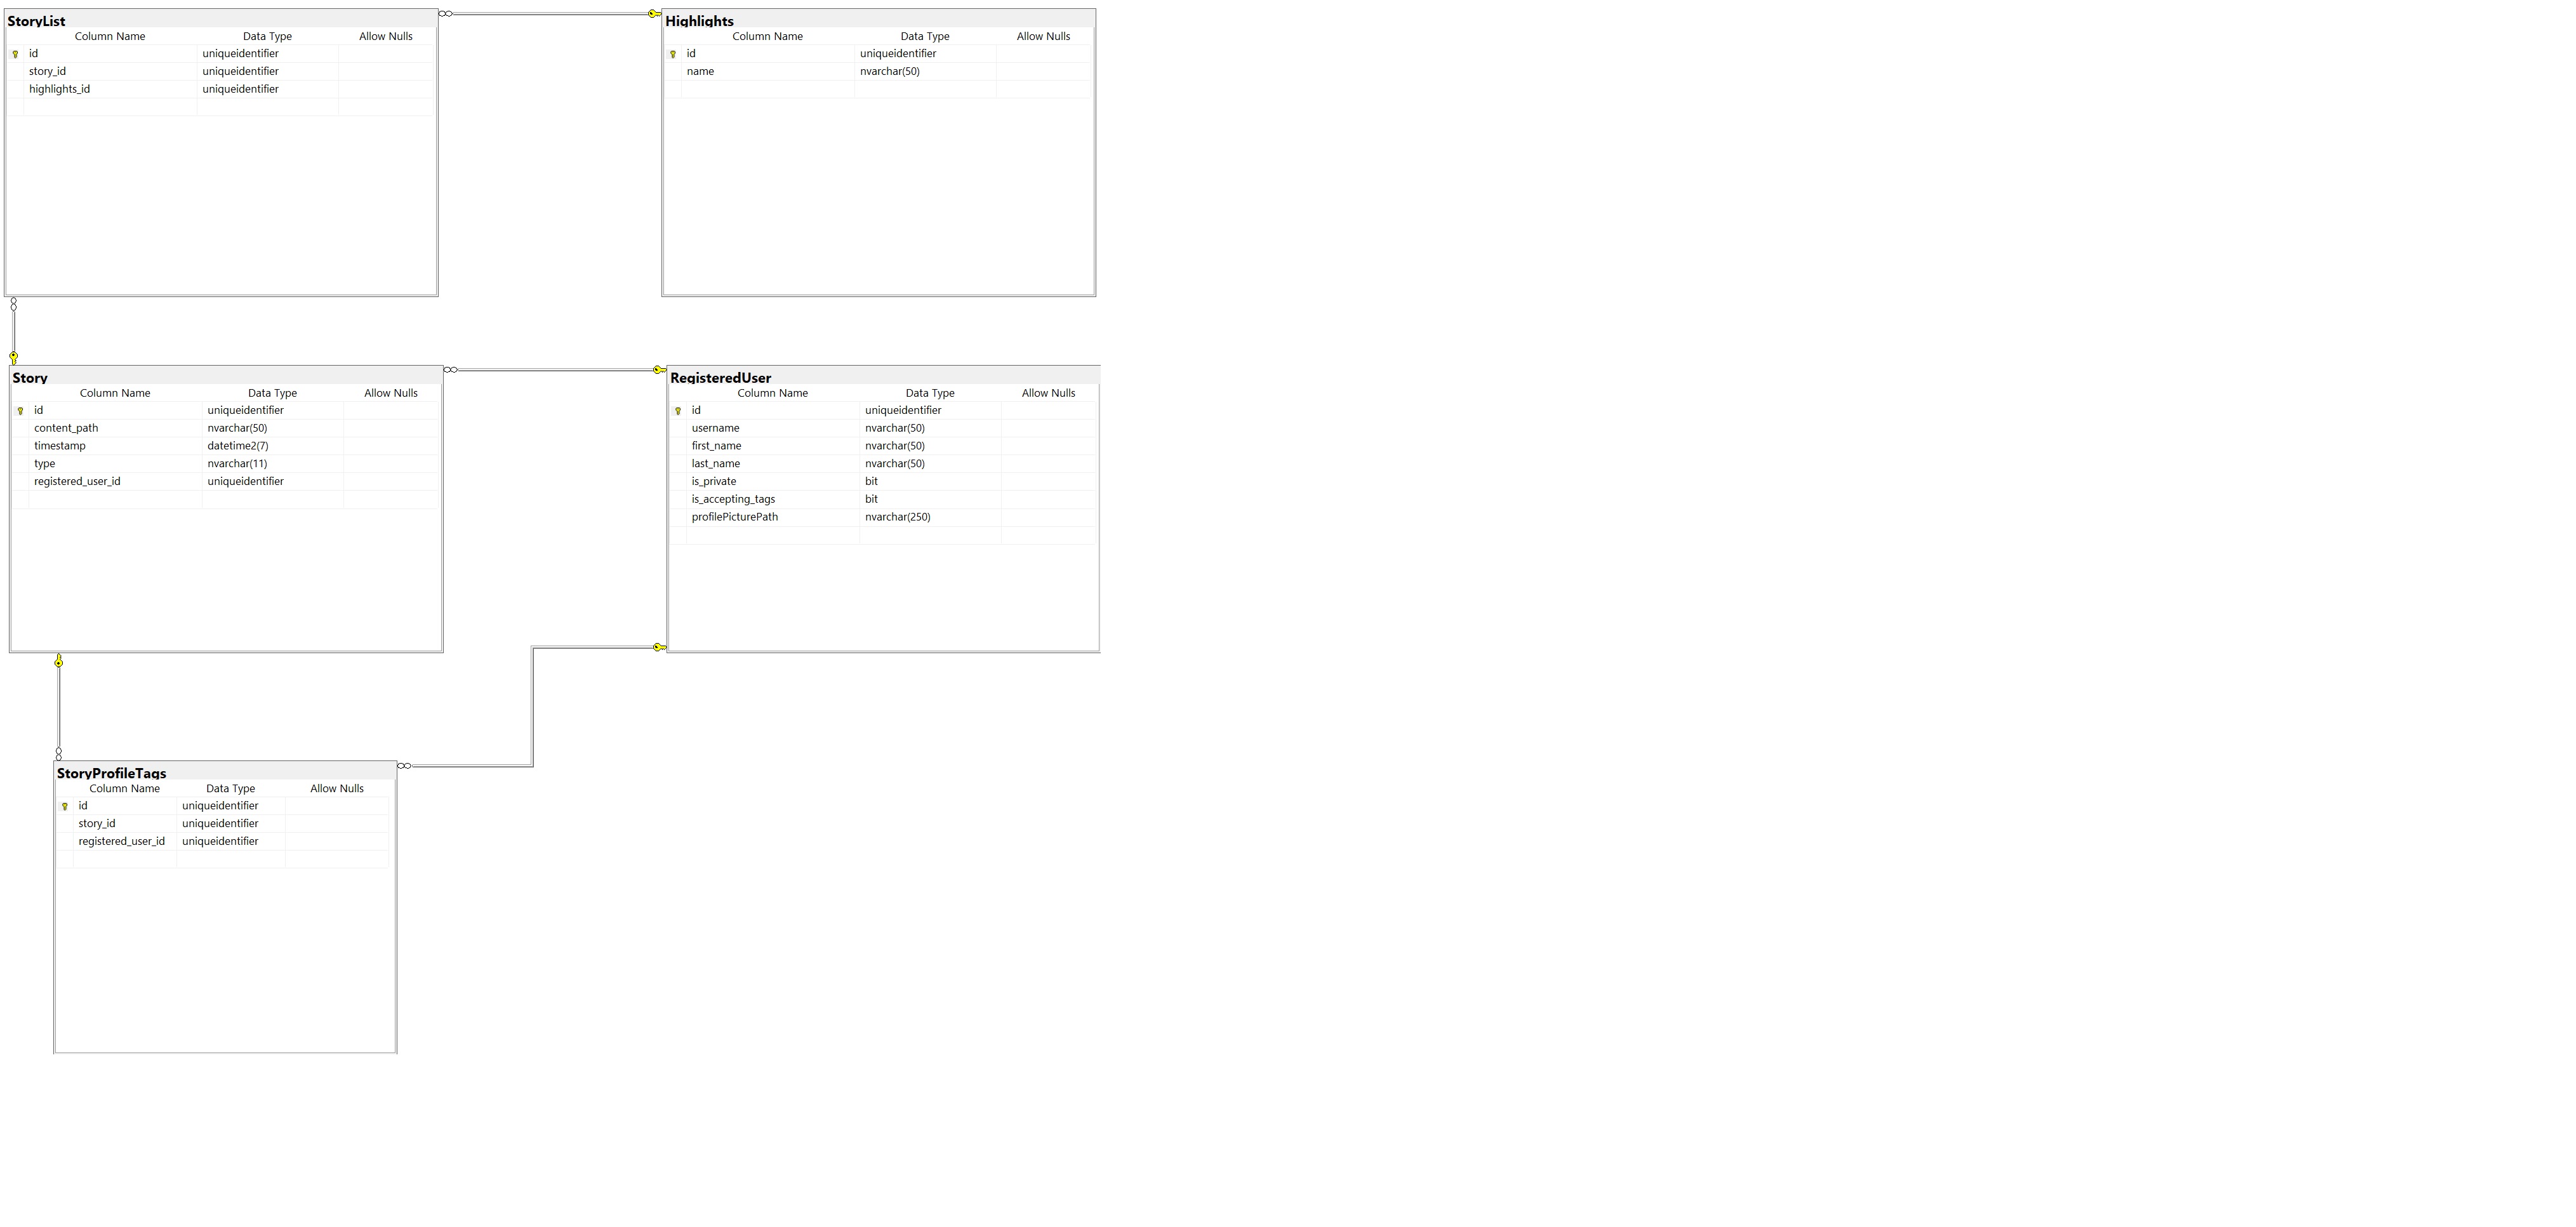 StoryList
Column Name Data Type Allow Nulls
id uniqueidentifier
story_id uniqueidentifier
highlights_id uniqueidentifier
Highlights
Column Name Data Type Allow Nulls
id uniqueidentifier
name nvarchar(50)
Story
Column Name Data Type Allow Nulls
id uniqueidentifier
content_path nvarchar(50)
timestamp datetime2(7)
type nvarchar(11)
registered_user_id uniqueidentifier
RegisteredUser
Column Name Data Type Allow Nulls
id uniqueidentifier
username nvarchar(50)
first_name nvarchar(50)
last_name nvarchar(50)
is_private bit
is_accepting_tags bit
profilePicturePath nvarchar(250)
StoryProfileTags
Column Name Data Type Allow Nulls
id uniqueidentifier
story_id uniqueidentifier
registered_user_id uniqueidentifier